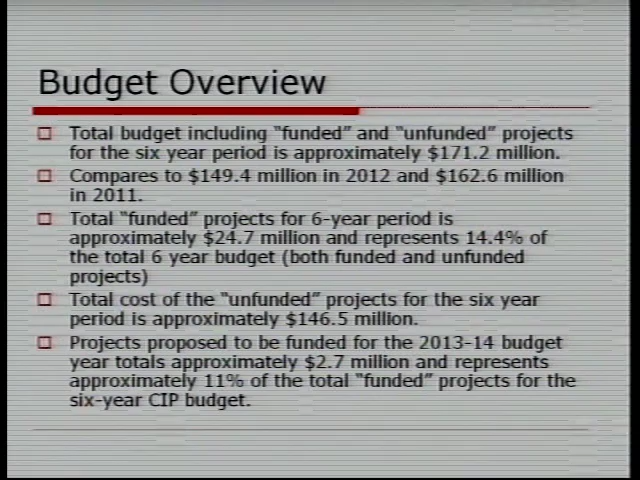 Budget Overview
Total budget including “funded” and “unfunded” projects
for the six year period is approximately $171.2 million.
Compares to $149.4 million in 2012 and $162.6 million
in 2011.
Total “funded” projects for 6-year period is
approximately $24.7 million and represents 14.4% of
the total 6 year budget (both funded and unfunded
projects)
Total cost of the “unfunded” projects for the six year
period is approximately $146.5 million.
Projects proposed to be funded for the 2013-14 budget
year totals approximately $2.7 million and represents
approximately 11% of the total “funded” projects for the
six-year CIP budget.